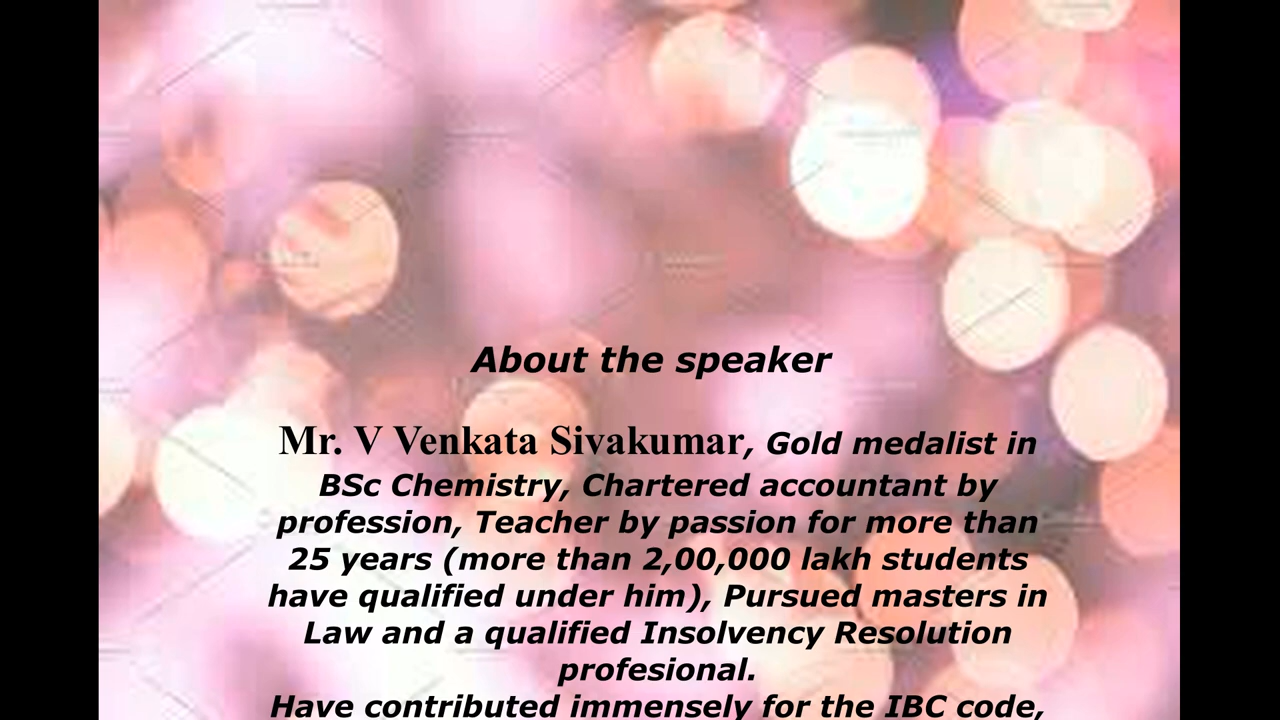 About the speaker
Mr. V Venkata Sivakumar, Gold medalist in
BSc Chemistry, Chartered accountant by
profession, Teacher by passion for more than
25 years (more than 2,00,000 lakh students
have qualified under him), Pursued masters in
Law and a qualified Insolvency Resolution
profesional.
Have contributed immensely for the IBC code,